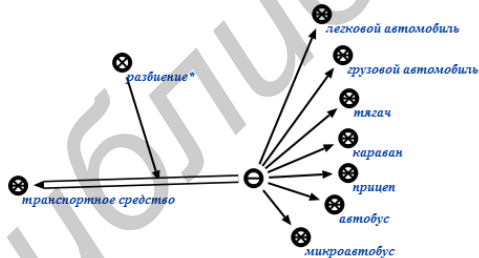 легковой автомобиль
грузовой автомобиль
разбиение*
тягач
караван
прицеп
транспортное средство
автобус
микроавтобус